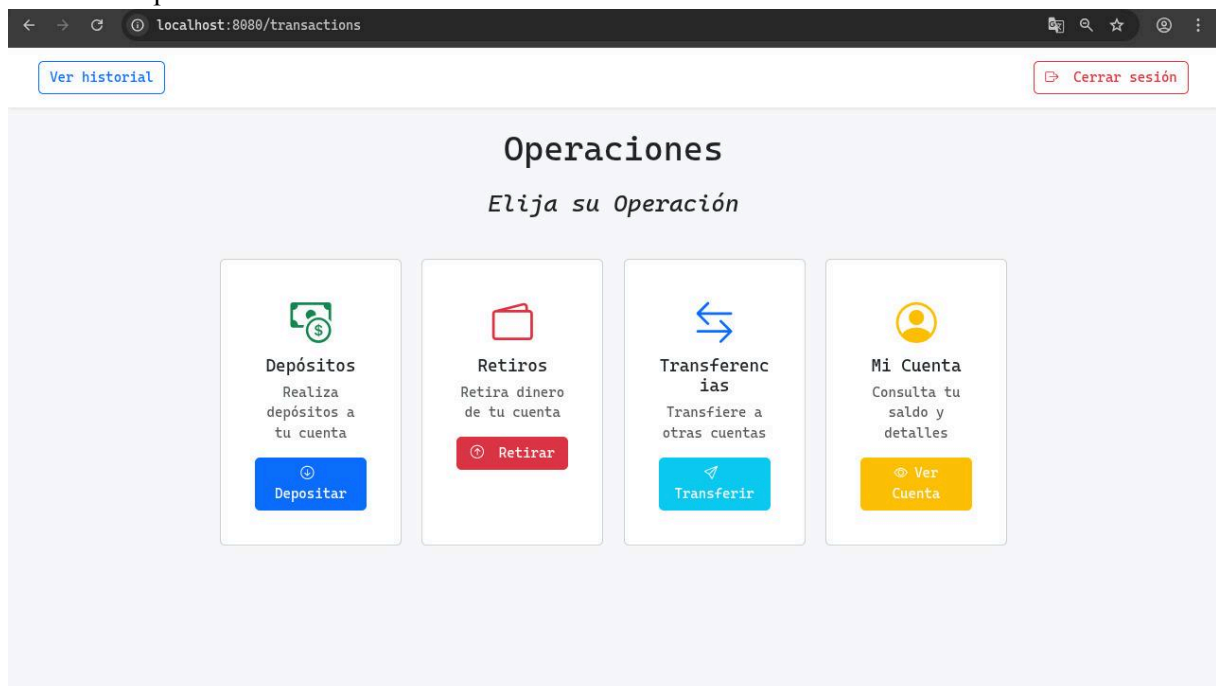 localhost:8080/transactions
Ver historial
Cerrar sesión
Operaciones
Elija su Operación
Depósitos
Realiza
depósitos a
tu cuenta
Depositar
Retiros
Retira dinero
de tu cuenta
Retirar
Transferenc
ias
Transfiere a
otras cuentas
Transferir
Mi Cuenta
Consulta tu
saldo y
detalles
Ver
Cuenta